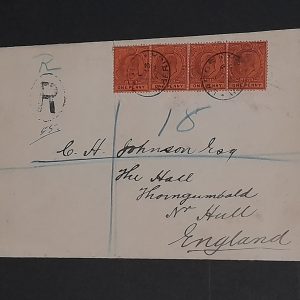 R
R
18
C. H. Johnson Esq
The Hall
Thorngumbald
Nr Hull
England